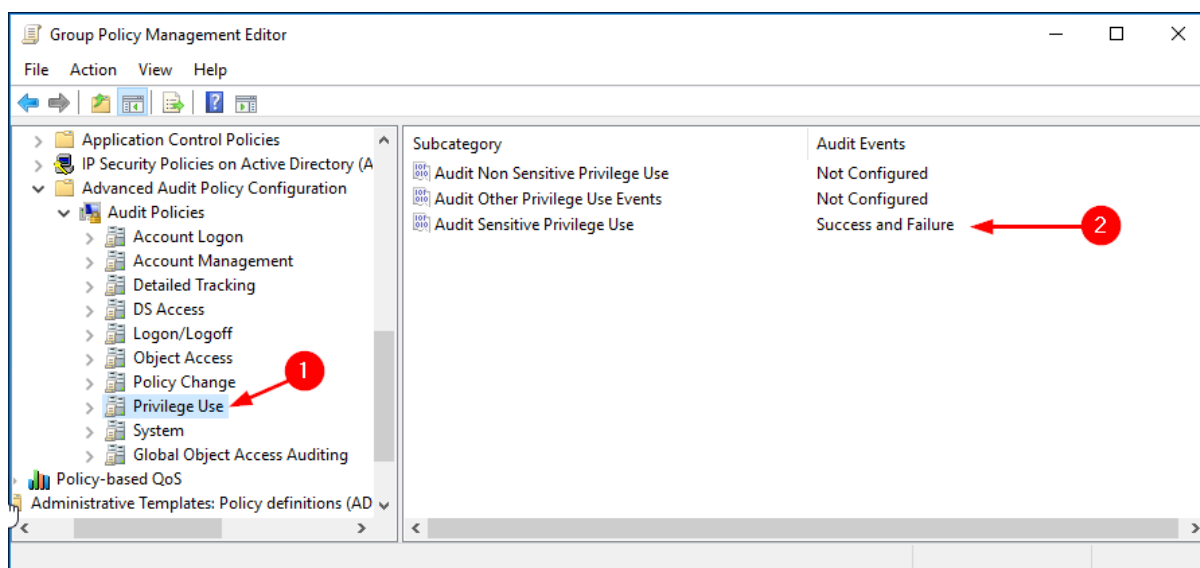 Group Policy Management Editor
File Action View Help
Application Control Policies
IP Security Policies on Active Directory (A
Advanced Audit Policy Configuration
Audit Policies
Account Logon
Account Management
Detailed Tracking
DS Access
Logon/Logoff
Object Access
Policy Change
Privilege Use
System
Global Object Access Auditing
Policy-based QoS
Administrative Templates: Policy definitions (AD
1
Subcategory Audit Events
Audit Non Sensitive Privilege Use Not Configured
Audit Other Privilege Use Events Not Configured
Audit Sensitive Privilege Use Success and Failure
2